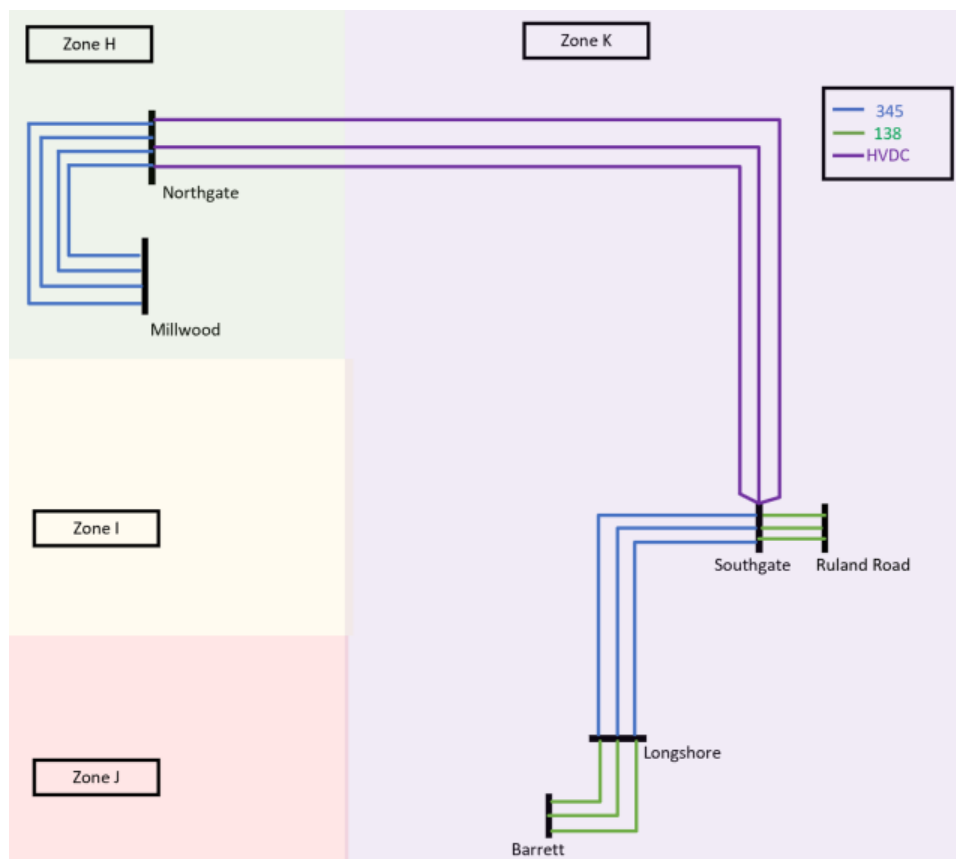 Zone H
Zone K
345
138
HVDC
Northgate
Millwood
Zone I
Southgate
Ruland Road
Longshore
Zone J
Barrett